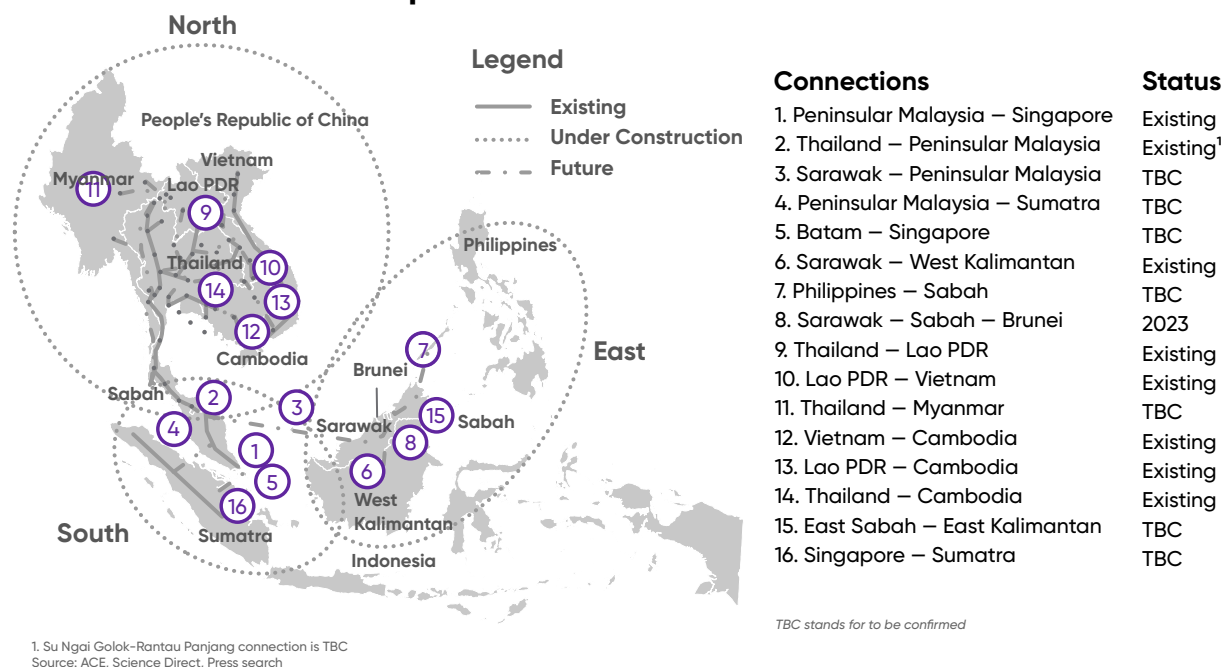 North
People's Republic of China
Vietnam
Myanmar
11
Lao PDR
9
Thailand
10
14
13
12
Cambodia
Legend
Existing
Under Construction
Future
Philippines
East
7
Brunei
Sabah
2
3
15
Sabah
Sarawak
4
8
1
6
5
West
Kalimantan
16
Sumatra
South
Indonesia
Connections Status
1. Peninsular Malaysia – Singapore Existing
2. Thailand – Peninsular Malaysia Existing¹
3. Sarawak – Peninsular Malaysia TBC
4. Peninsular Malaysia – Sumatra TBC
5. Batam – Singapore TBC
6. Sarawak – West Kalimantan Existing
7. Philippines – Sabah TBC
8. Sarawak – Sabah – Brunei 2023
9. Thailand – Lao PDR Existing
10. Lao PDR – Vietnam Existing
11. Thailand – Myanmar TBC
12. Vietnam – Cambodia Existing
13. Lao PDR – Cambodia Existing
14. Thailand – Cambodia Existing
15. East Sabah – East Kalimantan TBC
16. Singapore – Sumatra TBC
TBC stands for to be confirmed
1. Su Ngai Golok-Rantau Panjang connection is TBC
Source: ACE, Science Direct, Press search